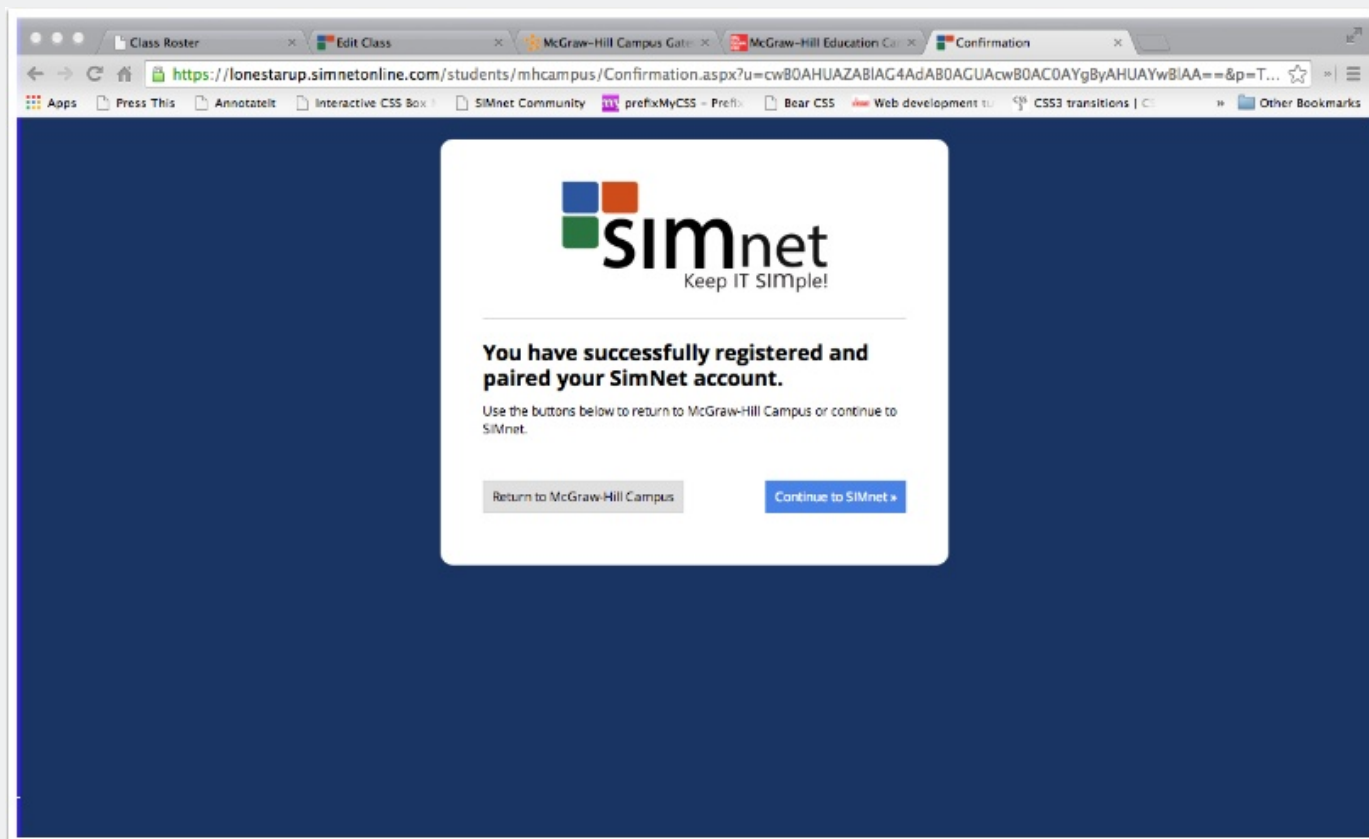 Class Roster
Edit Class
McGraw-Hill Campus Gate
McGraw-Hill Education Ca
Confirmation
https://lonestarup.simnetonline.com/students/mhcampus/Confirmation.aspx?u=cwB0AHUAZABlAG4AdAB0AGUAcwB0AC0AYgByAHUAYwBlAA==&p=T...
Apps
Press This
AnnotateIt
Interactive CSS Box
SIMnet Community
prefixMyCSS - Prefi
Bear CSS
Web development tu
CSS3 transitions | C
»
Other Bookmarks
SIMnet
Keep IT SIMple!
You have successfully registered and
paired your SimNet account.
Use the buttons below to return to McGraw-Hill Campus or continue to
SIMnet.
Return to McGraw-Hill Campus
Continue to SIMnet »